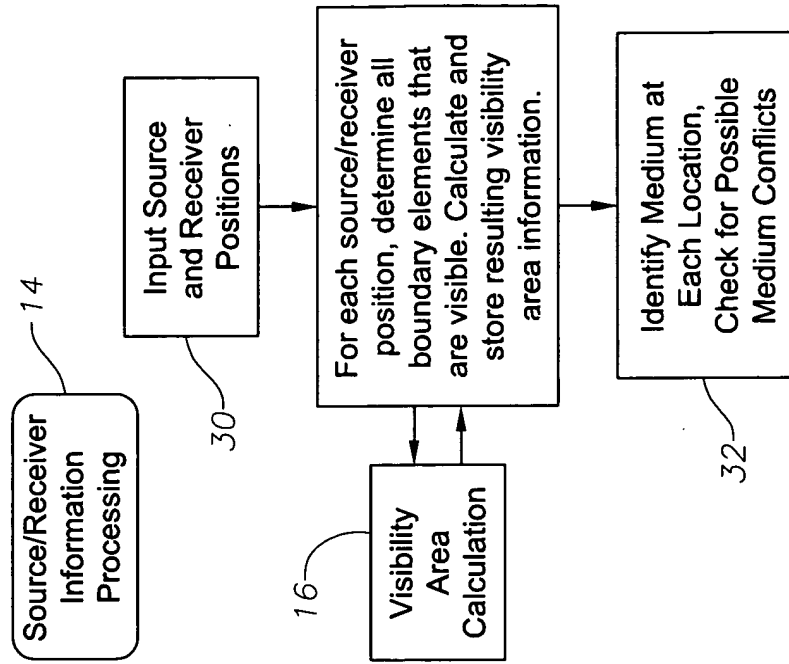 Source/Receiver
Information
Processing
14
Input Source
and Receiver
Positions
30
For each source/receiver
position, determine all
boundary elements that
are visible. Calculate and
store resulting visibility
area information.
16
Visibility
Area
Calculation
Identify Medium at
Each Location,
Check for Possible
Medium Conflicts
32